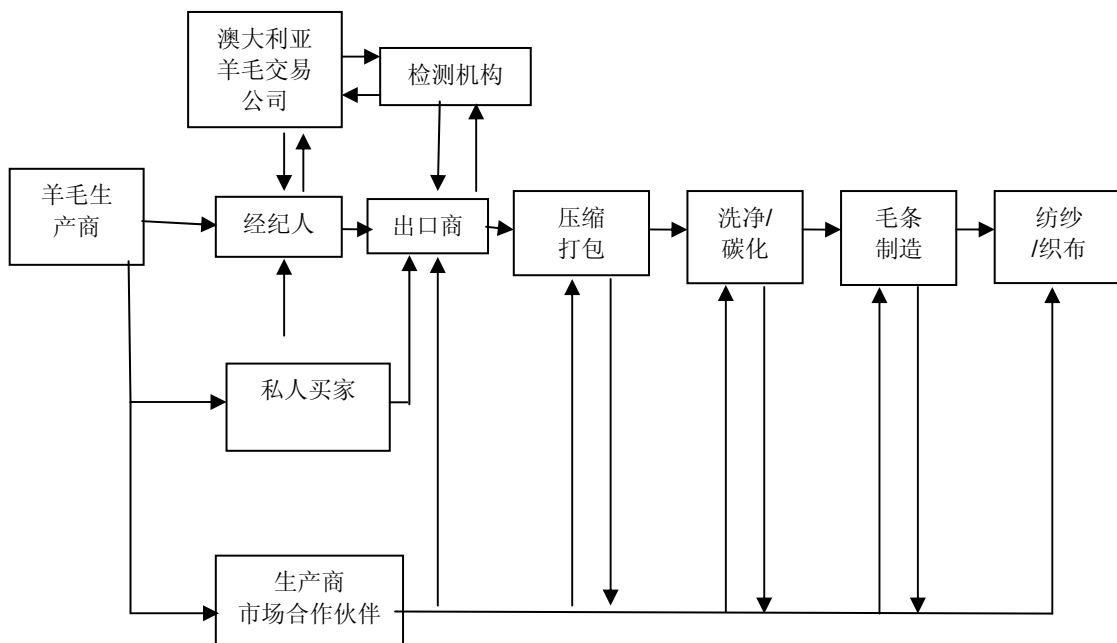 澳大利亚
羊毛交易
公司
检测机构
羊毛生
产商
经纪人
出口商
压缩
打包
洗净/
碳化
毛条
制造
纺纱
/织布
私人买家
生产商
市场合作伙伴